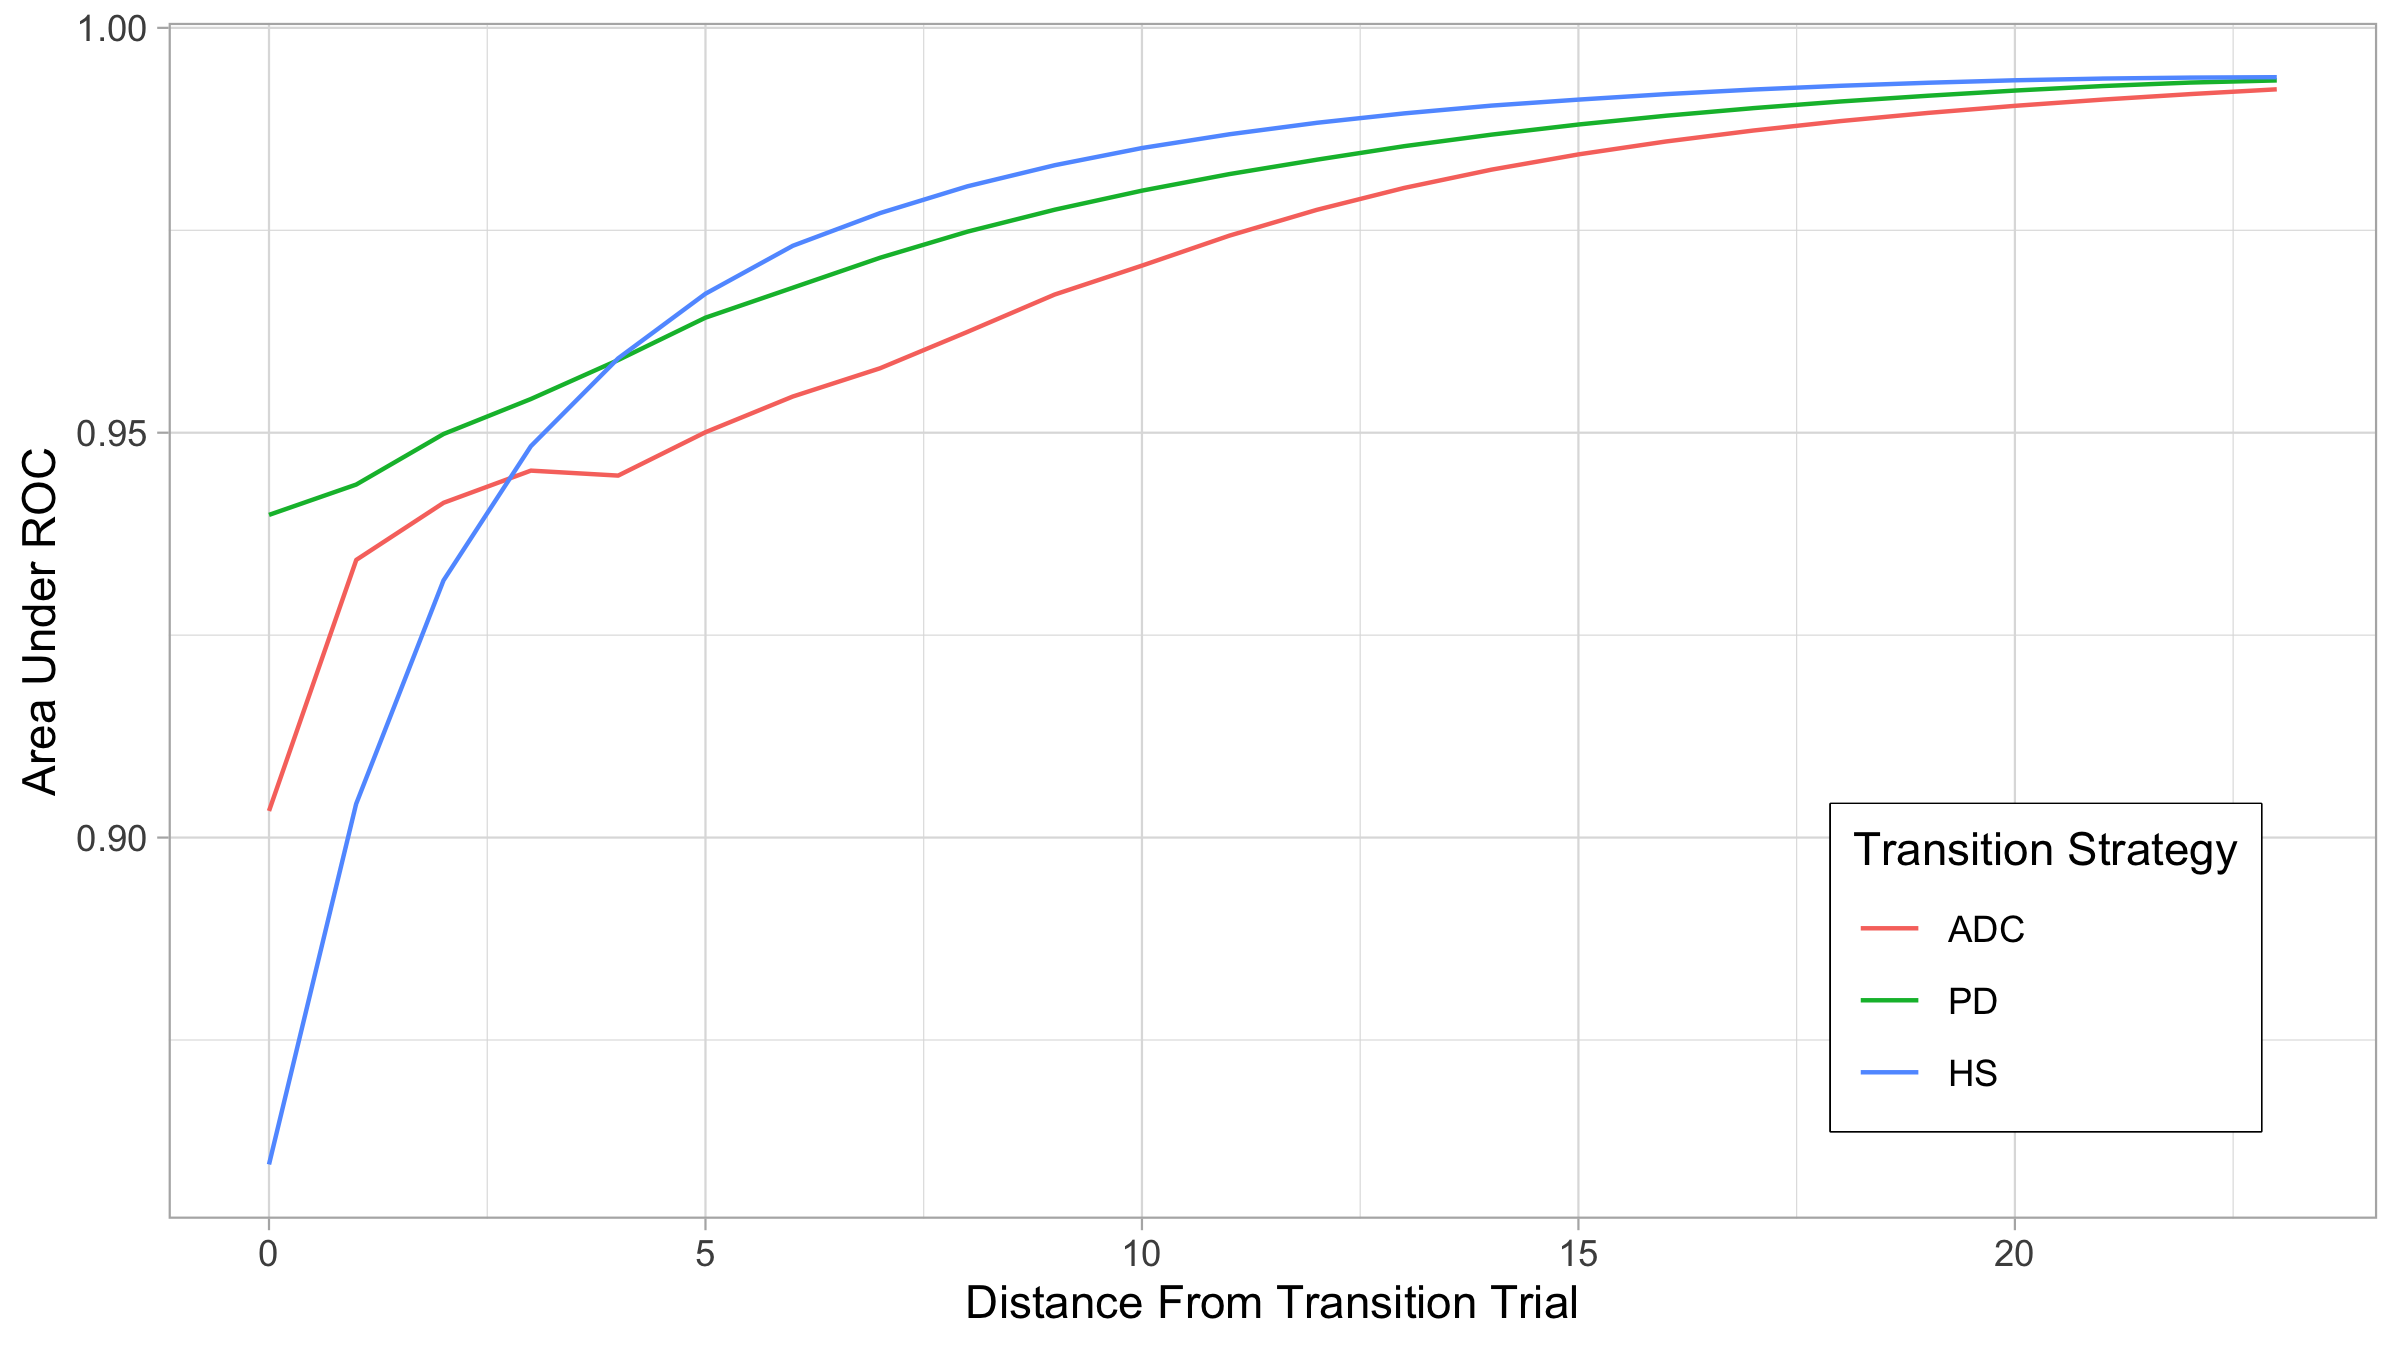 1.00
0.95
0.90
Area Under ROC
0 5 10 15 20
Distance From Transition Trial
Transition Strategy
ADC
PD
HS